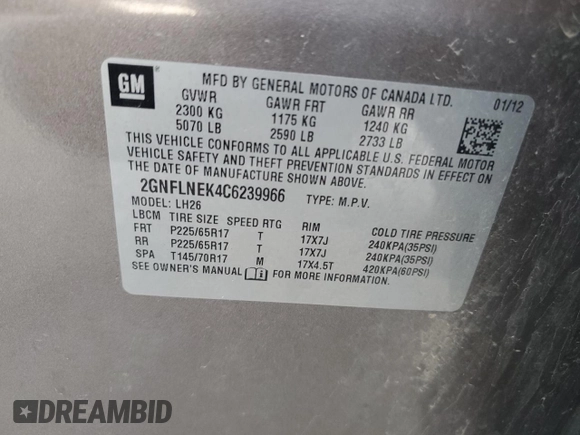 GM
MFD BY GENERAL MOTORS OF CANADA LTD. 01/12
GVWR GAWR FRT GAWR RR
2300 KG 1175 KG 1240 KG
5070 LB 2590 LB 2733 LB
THIS VEHICLE CONFORMS TO ALL APPLICABLE U.S. FEDERAL MOTOR
VEHICLE SAFETY AND THEFT PREVENTION STANDARDS IN EFFECT ON
THE DATE OF MANUFACTURE SHOWN ABOVE.
2GNFLNEK4C6239966 TYPE: M.P.V.
MODEL: LH26
LBCM TIRE SIZE SPEED RTG RIM COLD TIRE PRESSURE
FRT P225/65R17 T 17X7J 240KPA(35PSI)
RR P225/65R17 T 17X7J 240KPA(35PSI)
SPA T145/70R17 M 17X4.5T 420KPA(60PSI)
SEE OWNER'S MANUAL FOR MORE INFORMATION.
DREAMBID